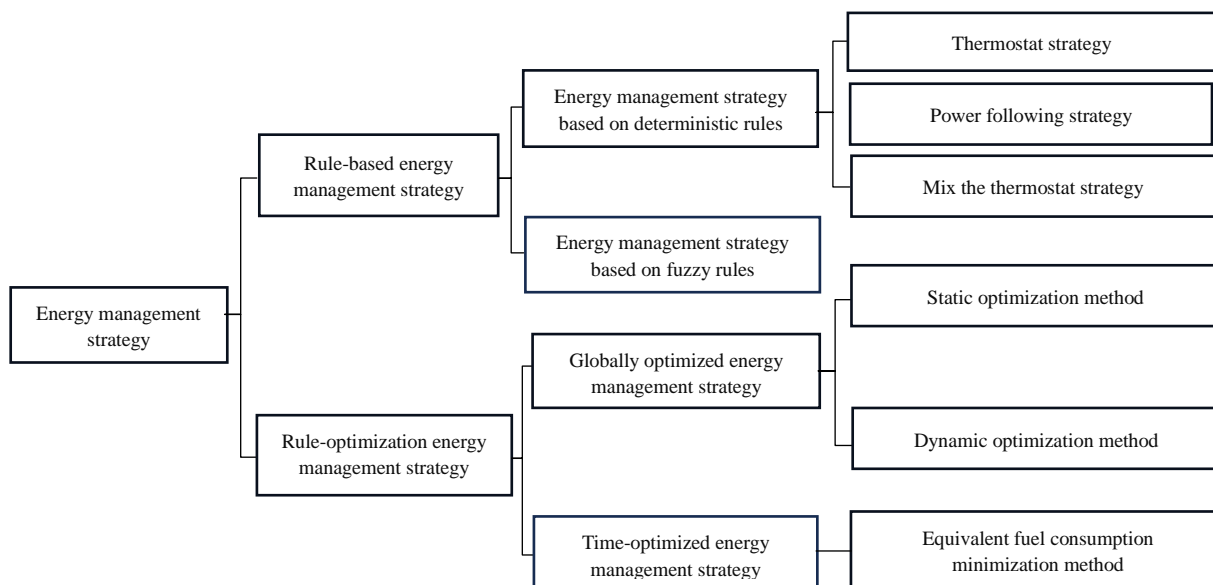 Energy management
strategy
Rule-based energy
management strategy
Energy management strategy
based on deterministic rules
Thermostat strategy
Power following strategy
Mix the thermostat strategy
Energy management strategy
based on fuzzy rules
Rule-optimization energy
management strategy
Globally optimized energy
management strategy
Static optimization method
Dynamic optimization method
Time-optimized energy
management strategy
Equivalent fuel consumption
minimization method